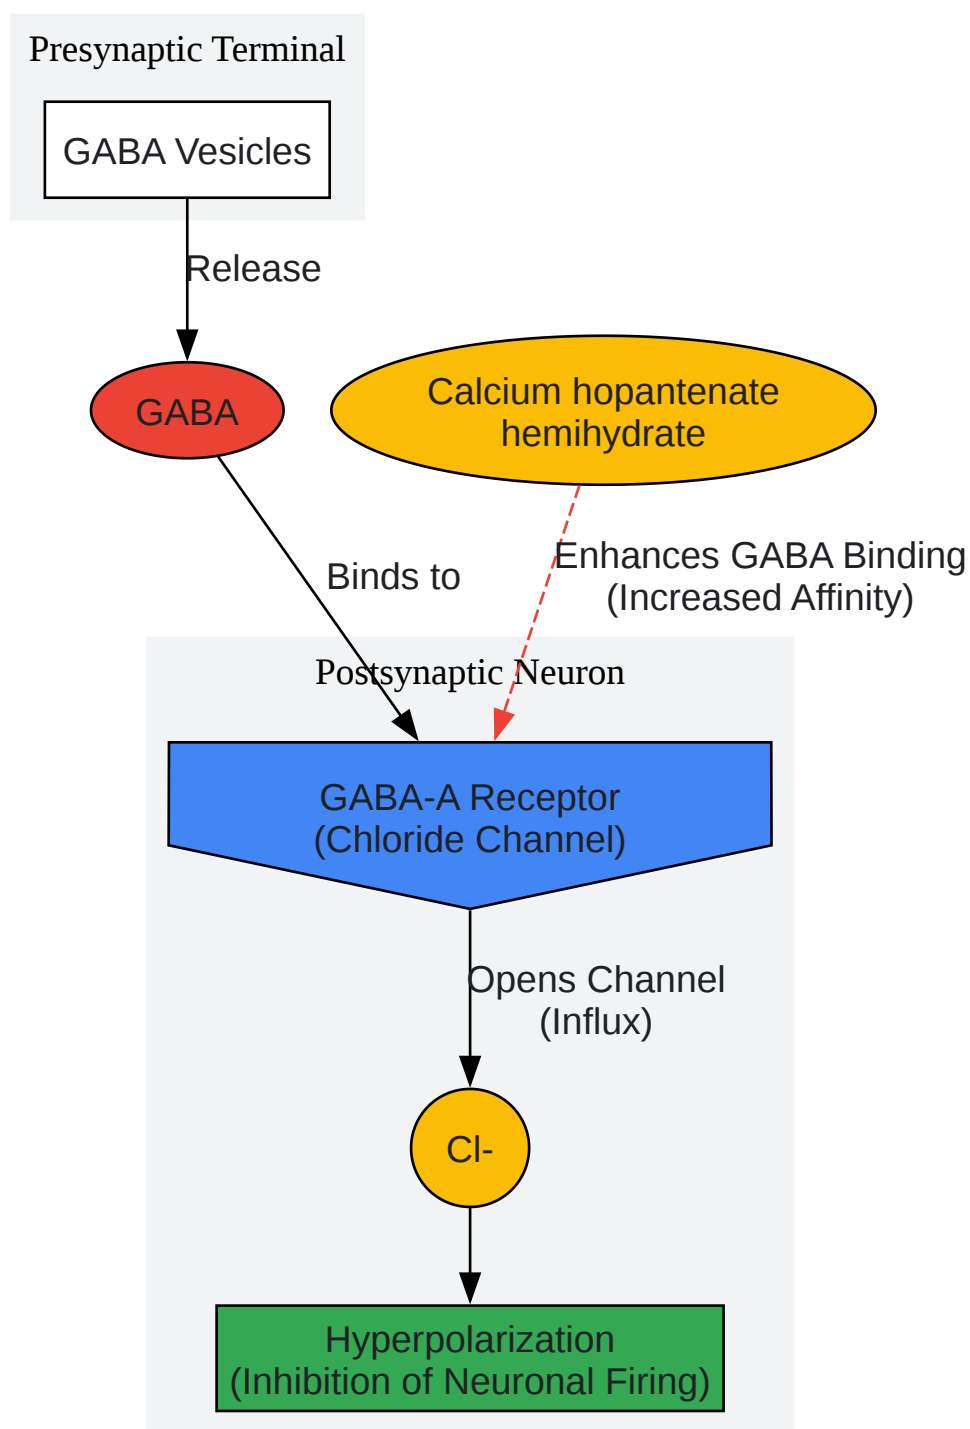 Presynaptic Terminal
GABA Vesicles
Release
GABA
Calcium hopantenate
hemihydrate
Binds to
Enhances GABA Binding
(Increased Affinity)
Postsynaptic Neuron
GABA-A Receptor
(Chloride Channel)
Opens Channel
(Influx)
Cl-
Hyperpolarization
(Inhibition of Neuronal Firing)